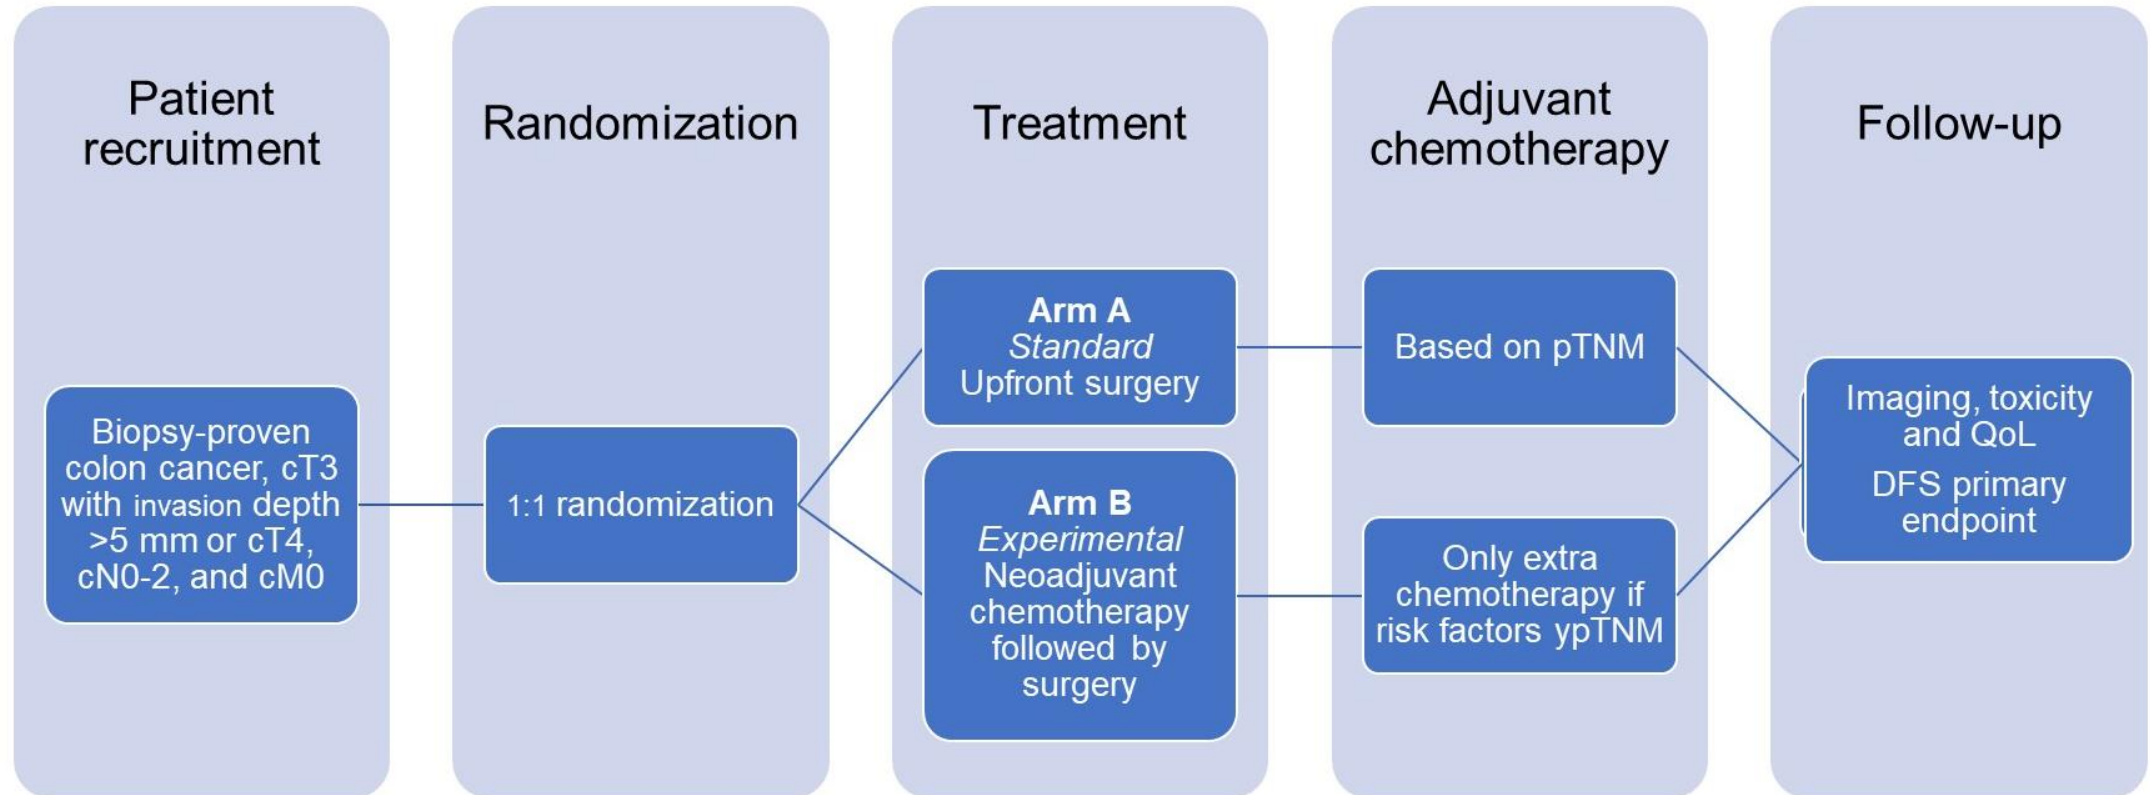 Patient
recruitment
Biopsy-proven
colon cancer, cT3
with invasion depth
>5 mm or cT4,
cN0-2, and cM0
Randomization
1:1 randomization
Treatment
Arm A
Standard
Upfront surgery
Arm B
Experimental
Neoadjuvant
chemotherapy
followed by
surgery
Adjuvant
chemotherapy
Based on pTNM
Only extra
chemotherapy if
risk factors ypTNM
Follow-up
Imaging, toxicity
and QoL
DFS primary
endpoint